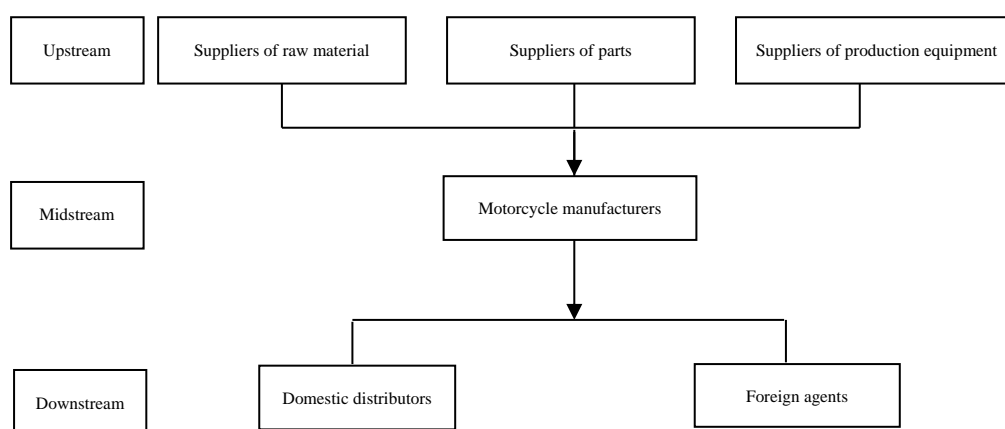 Upstream
Suppliers of raw material
Suppliers of parts
Suppliers of production equipment
Midstream
Motorcycle manufacturers
Downstream
Domestic distributors
Foreign agents